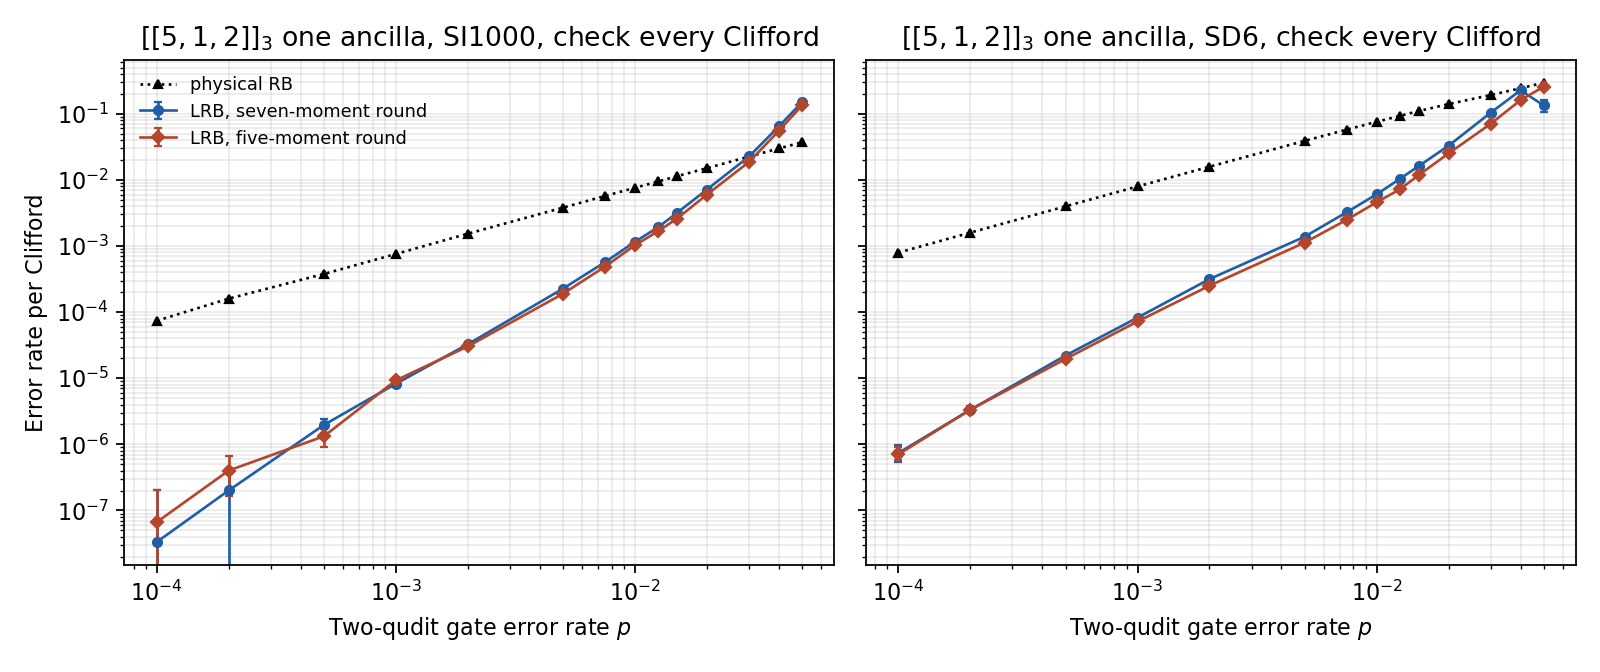 [[5, 1, 2]]₃ one ancilla, SI1000, check every Clifford
physical RB
LRB, seven-moment round
LRB, five-moment round
Error rate per Clifford
10⁻¹
10⁻²
10⁻³
10⁻⁴
10⁻⁵
10⁻⁶
10⁻⁷
10⁻⁴
10⁻³
10⁻²
Two-qudit gate error rate p
[[5, 1, 2]]₃ one ancilla, SD6, check every Clifford
10⁻⁴
10⁻³
10⁻²
Two-qudit gate error rate p